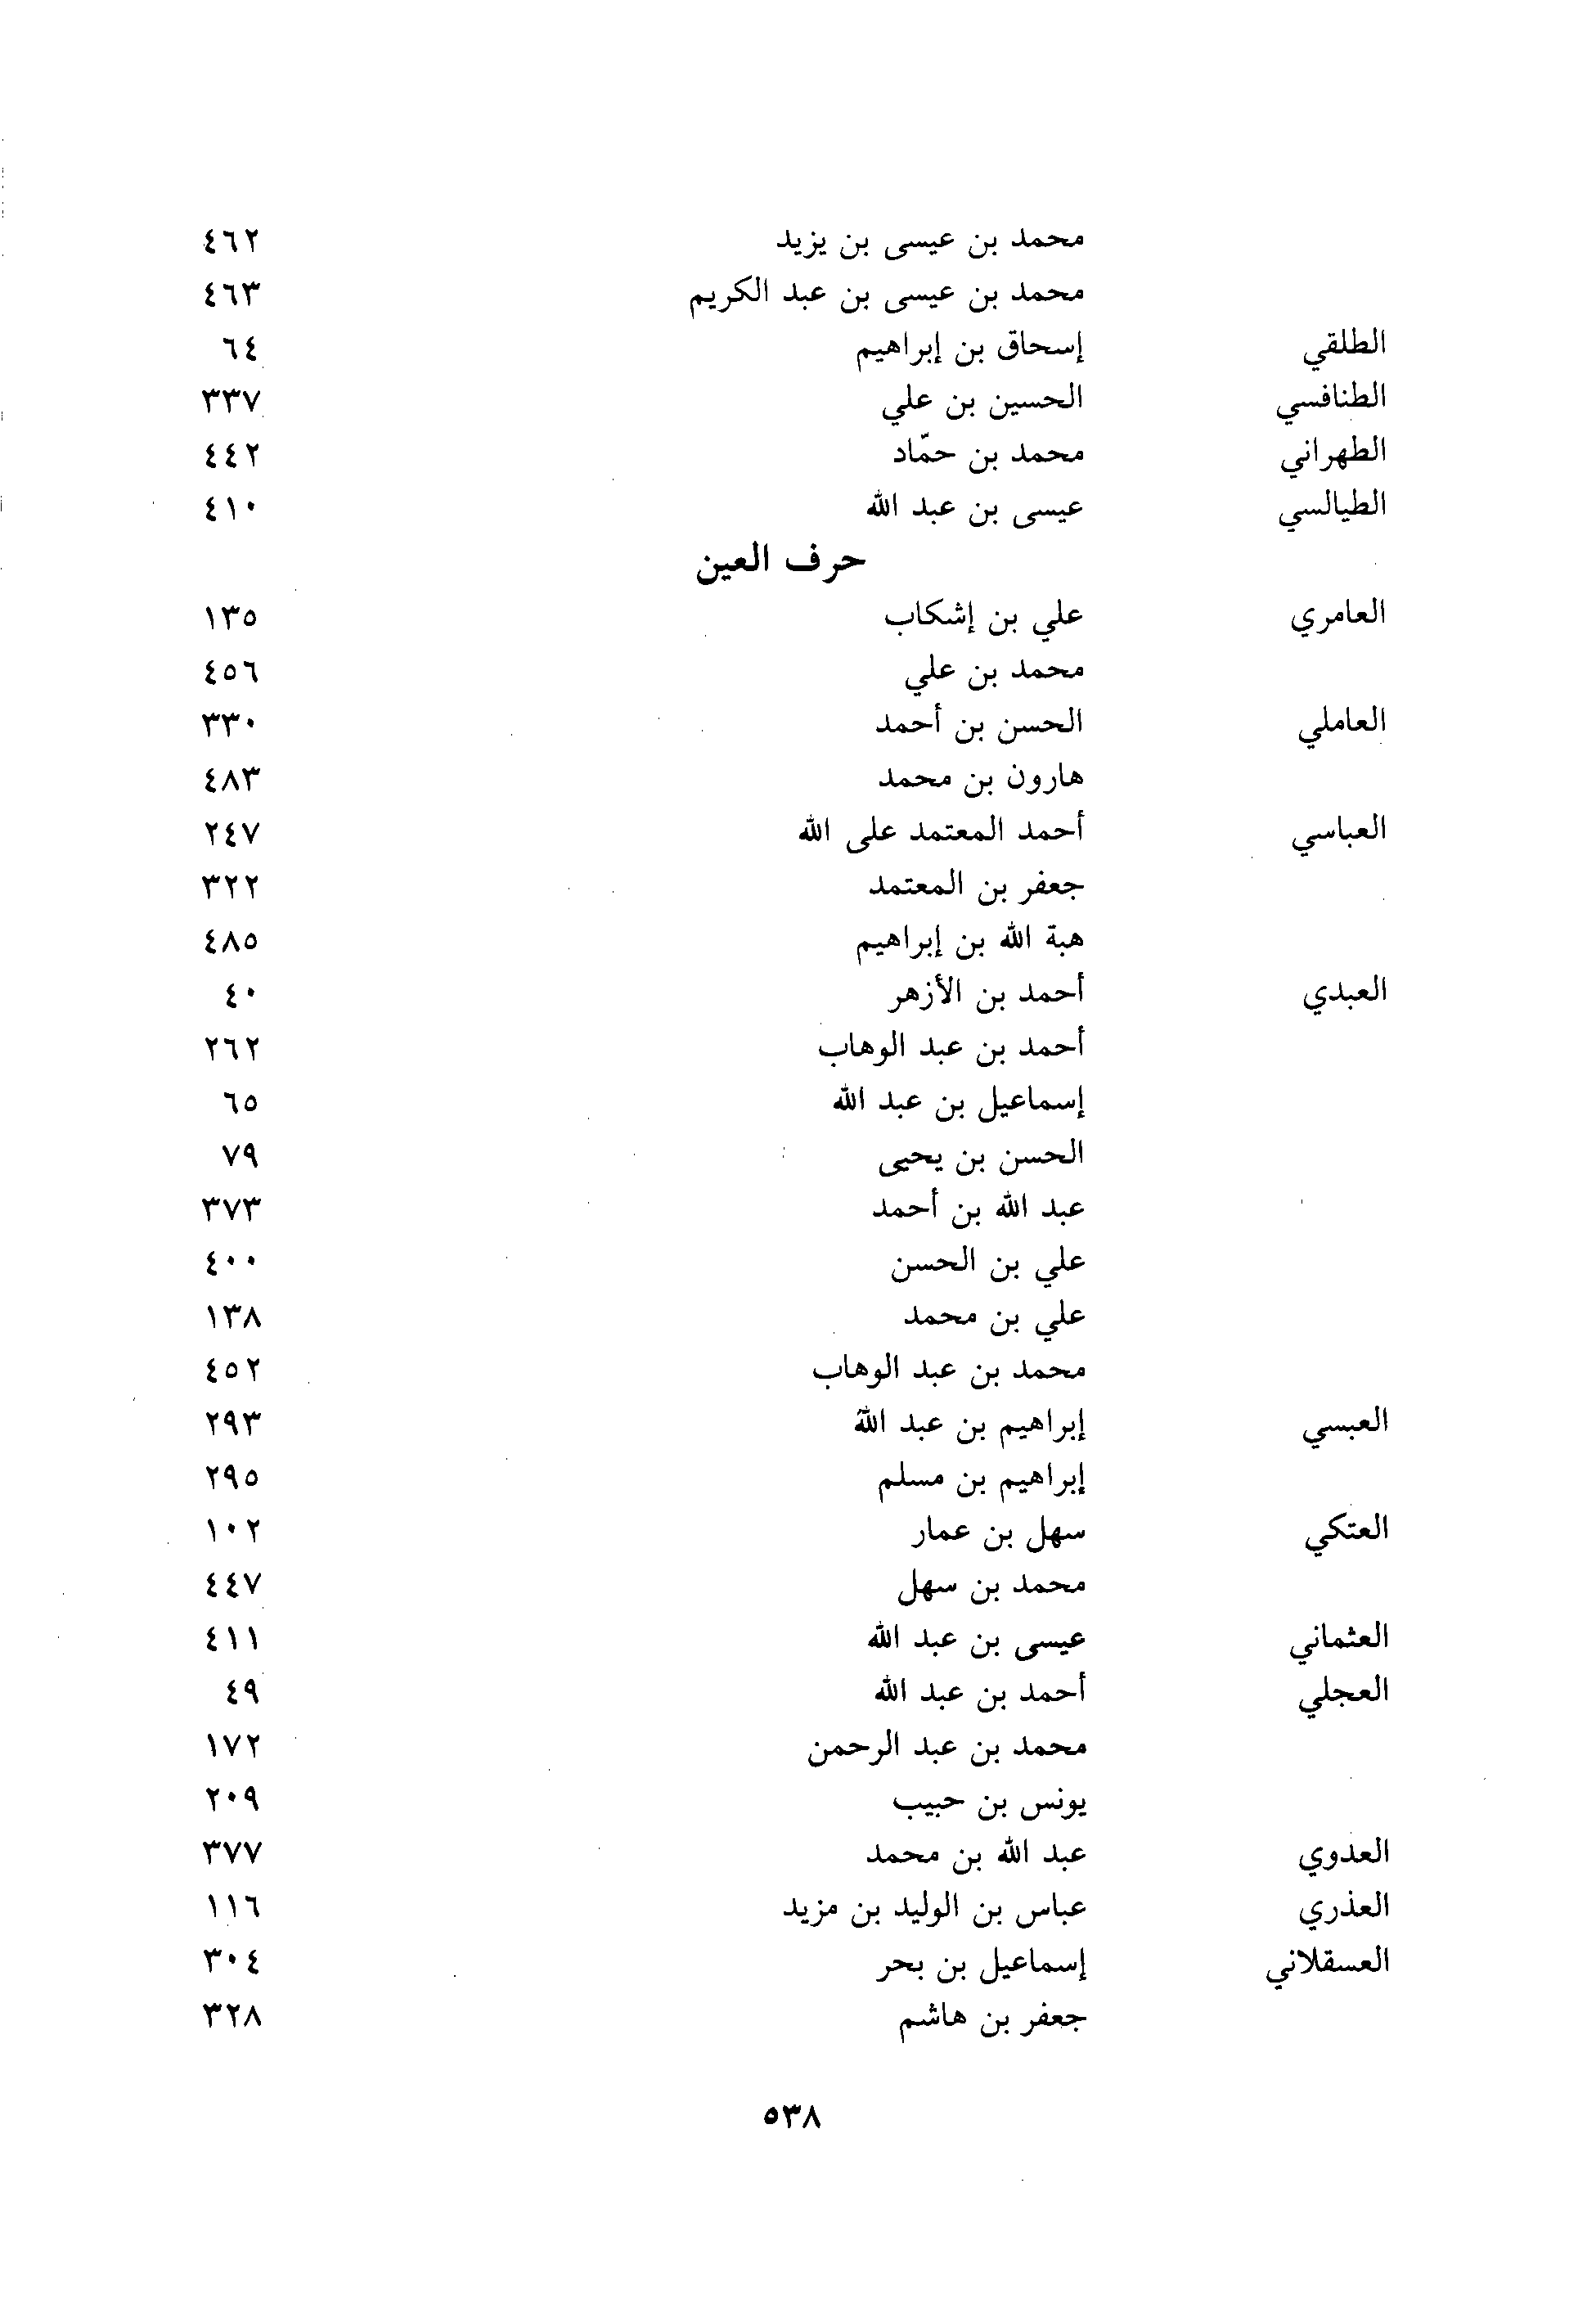 محمد بن عيسى بن يزيد ٤٦٢
محمد بن عيسى بن عبد الكريم ٤٦٣
الطلقي إسحاق بن إبراهيم ٦٤
الطنافسي الحسين بن علي ٣٣٧
الطهراني محمد بن حمّاد ٤٤٢
الطيالسي عيسى بن عبد الله ٤١٠
حرف العين
العامري علي بن إشكاب ١٣٥
محمد بن علي ٤٥٦
العاملي الحسن بن أحمد ٣٣٠
هارون بن محمد ٤٨٣
العباسي أحمد المعتمد على الله ٢٤٧
جعفر بن المعتمد ٣٢٢
هبة الله بن إبراهيم ٤٨٥
العبدي أحمد بن الأزهر ٤٠
أحمد بن عبد الوهاب ٢٦٢
إسماعيل بن عبد الله ٦٥
الحسن بن يحيى ٧٩
عبد الله بن أحمد ٣٧٣
علي بن الحسن ٤٠٠
علي بن محمد ١٣٨
محمد بن عبد الوهاب ٤٥٢
العبسي إبراهيم بن عبد الله ٢٩٣
إبراهيم بن مسلم ٢٩٥
العتكي سهل بن عمار ١٠٢
محمد بن سهل ٤٤٧
العثماني عيسى بن عبد الله ٤١١
العجلي أحمد بن عبد الله ٤٩
محمد بن عبد الرحمن ١٧٢
يونس بن حبيب ٢٠٩
العدوي عبد الله بن محمد ٣٧٧
العذري عباس بن الوليد بن مزيد ١١٦
العسقلاني إسماعيل بن بحر ٣٠٤
جعفر بن هاشم ٣٢٨
٥٣٨